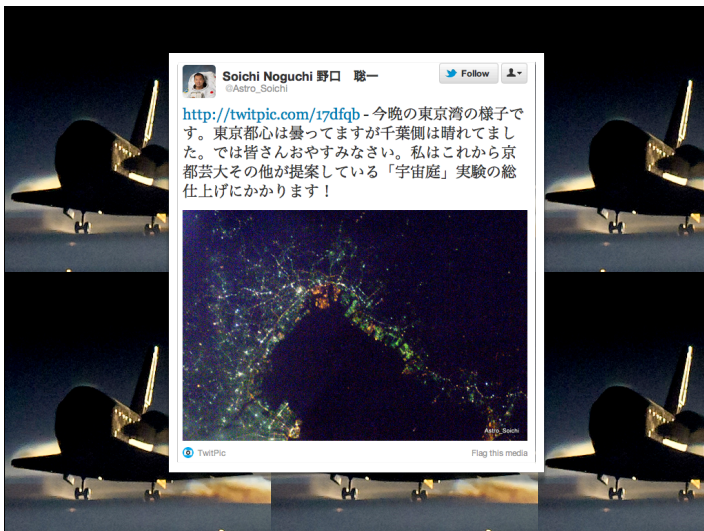 Soichi Noguchi 野口　聡一
@Astro_Soichi
Follow
http://twitpic.com/17dfqb - 今晩の東京湾の様子で
す。東京都心は曇ってますが千葉側は晴れてまし
た。では皆さんおやすみなさい。私はこれから京
都芸大その他が提案している「宇宙庭」実験の総
仕上げにかかります！
Astro_Soichi
TwitPic
Flag this media